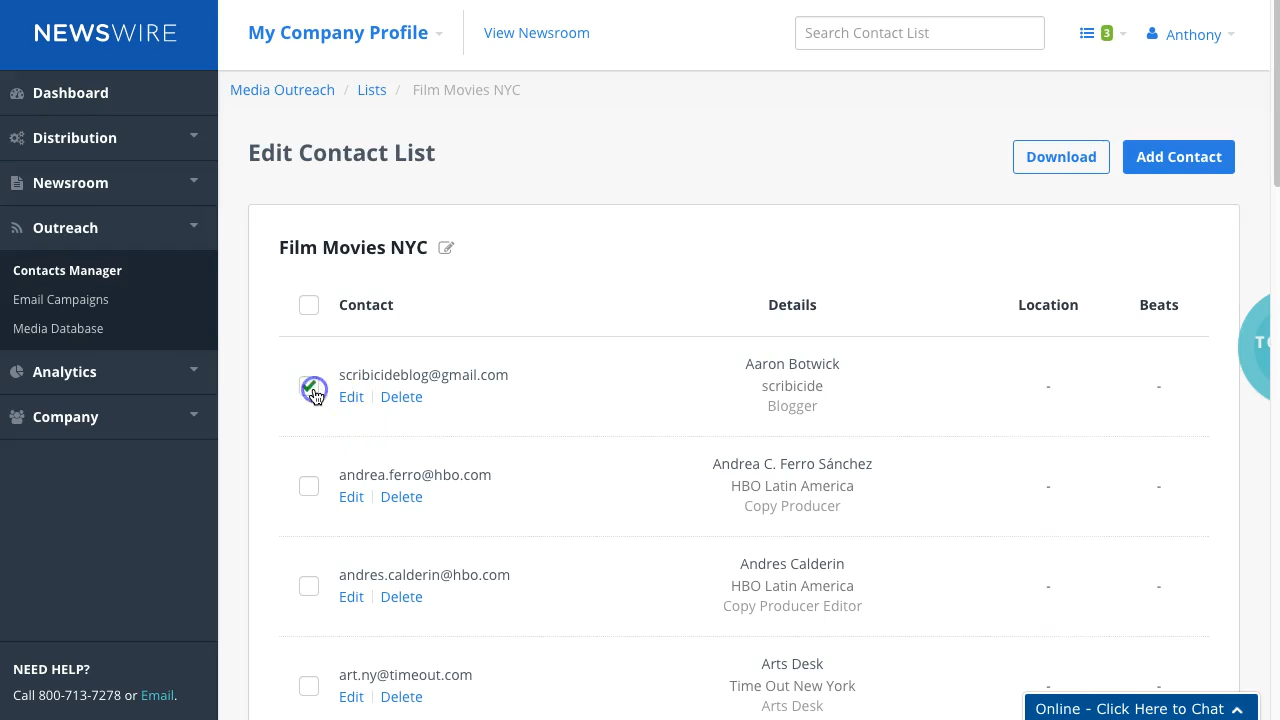 NEWSWIRE
My Company Profile
View Newsroom
Search Contact List
3
Anthony
Dashboard
Distribution
Newsroom
Outreach
Contacts Manager
Email Campaigns
Media Database
Analytics
Company
NEED HELP?
Call 800-713-7278 or Email.
Media Outreach / Lists / Film Movies NYC
Edit Contact List
Download
Add Contact
Film Movies NYC
Contact Details Location Beats
scribicideblog@gmail.com
Edit | Delete
Aaron Botwick
scribicide
Blogger
- -
andrea.ferro@hbo.com
Edit | Delete
Andrea C. Ferro Sánchez
HBO Latin America
Copy Producer
- -
andres.calderin@hbo.com
Edit | Delete
Andres Calderin
HBO Latin America
Copy Producer Editor
- -
art.ny@timeout.com
Edit | Delete
Arts Desk
Time Out New York
Arts Desk
- -
Online - Click Here to Chat